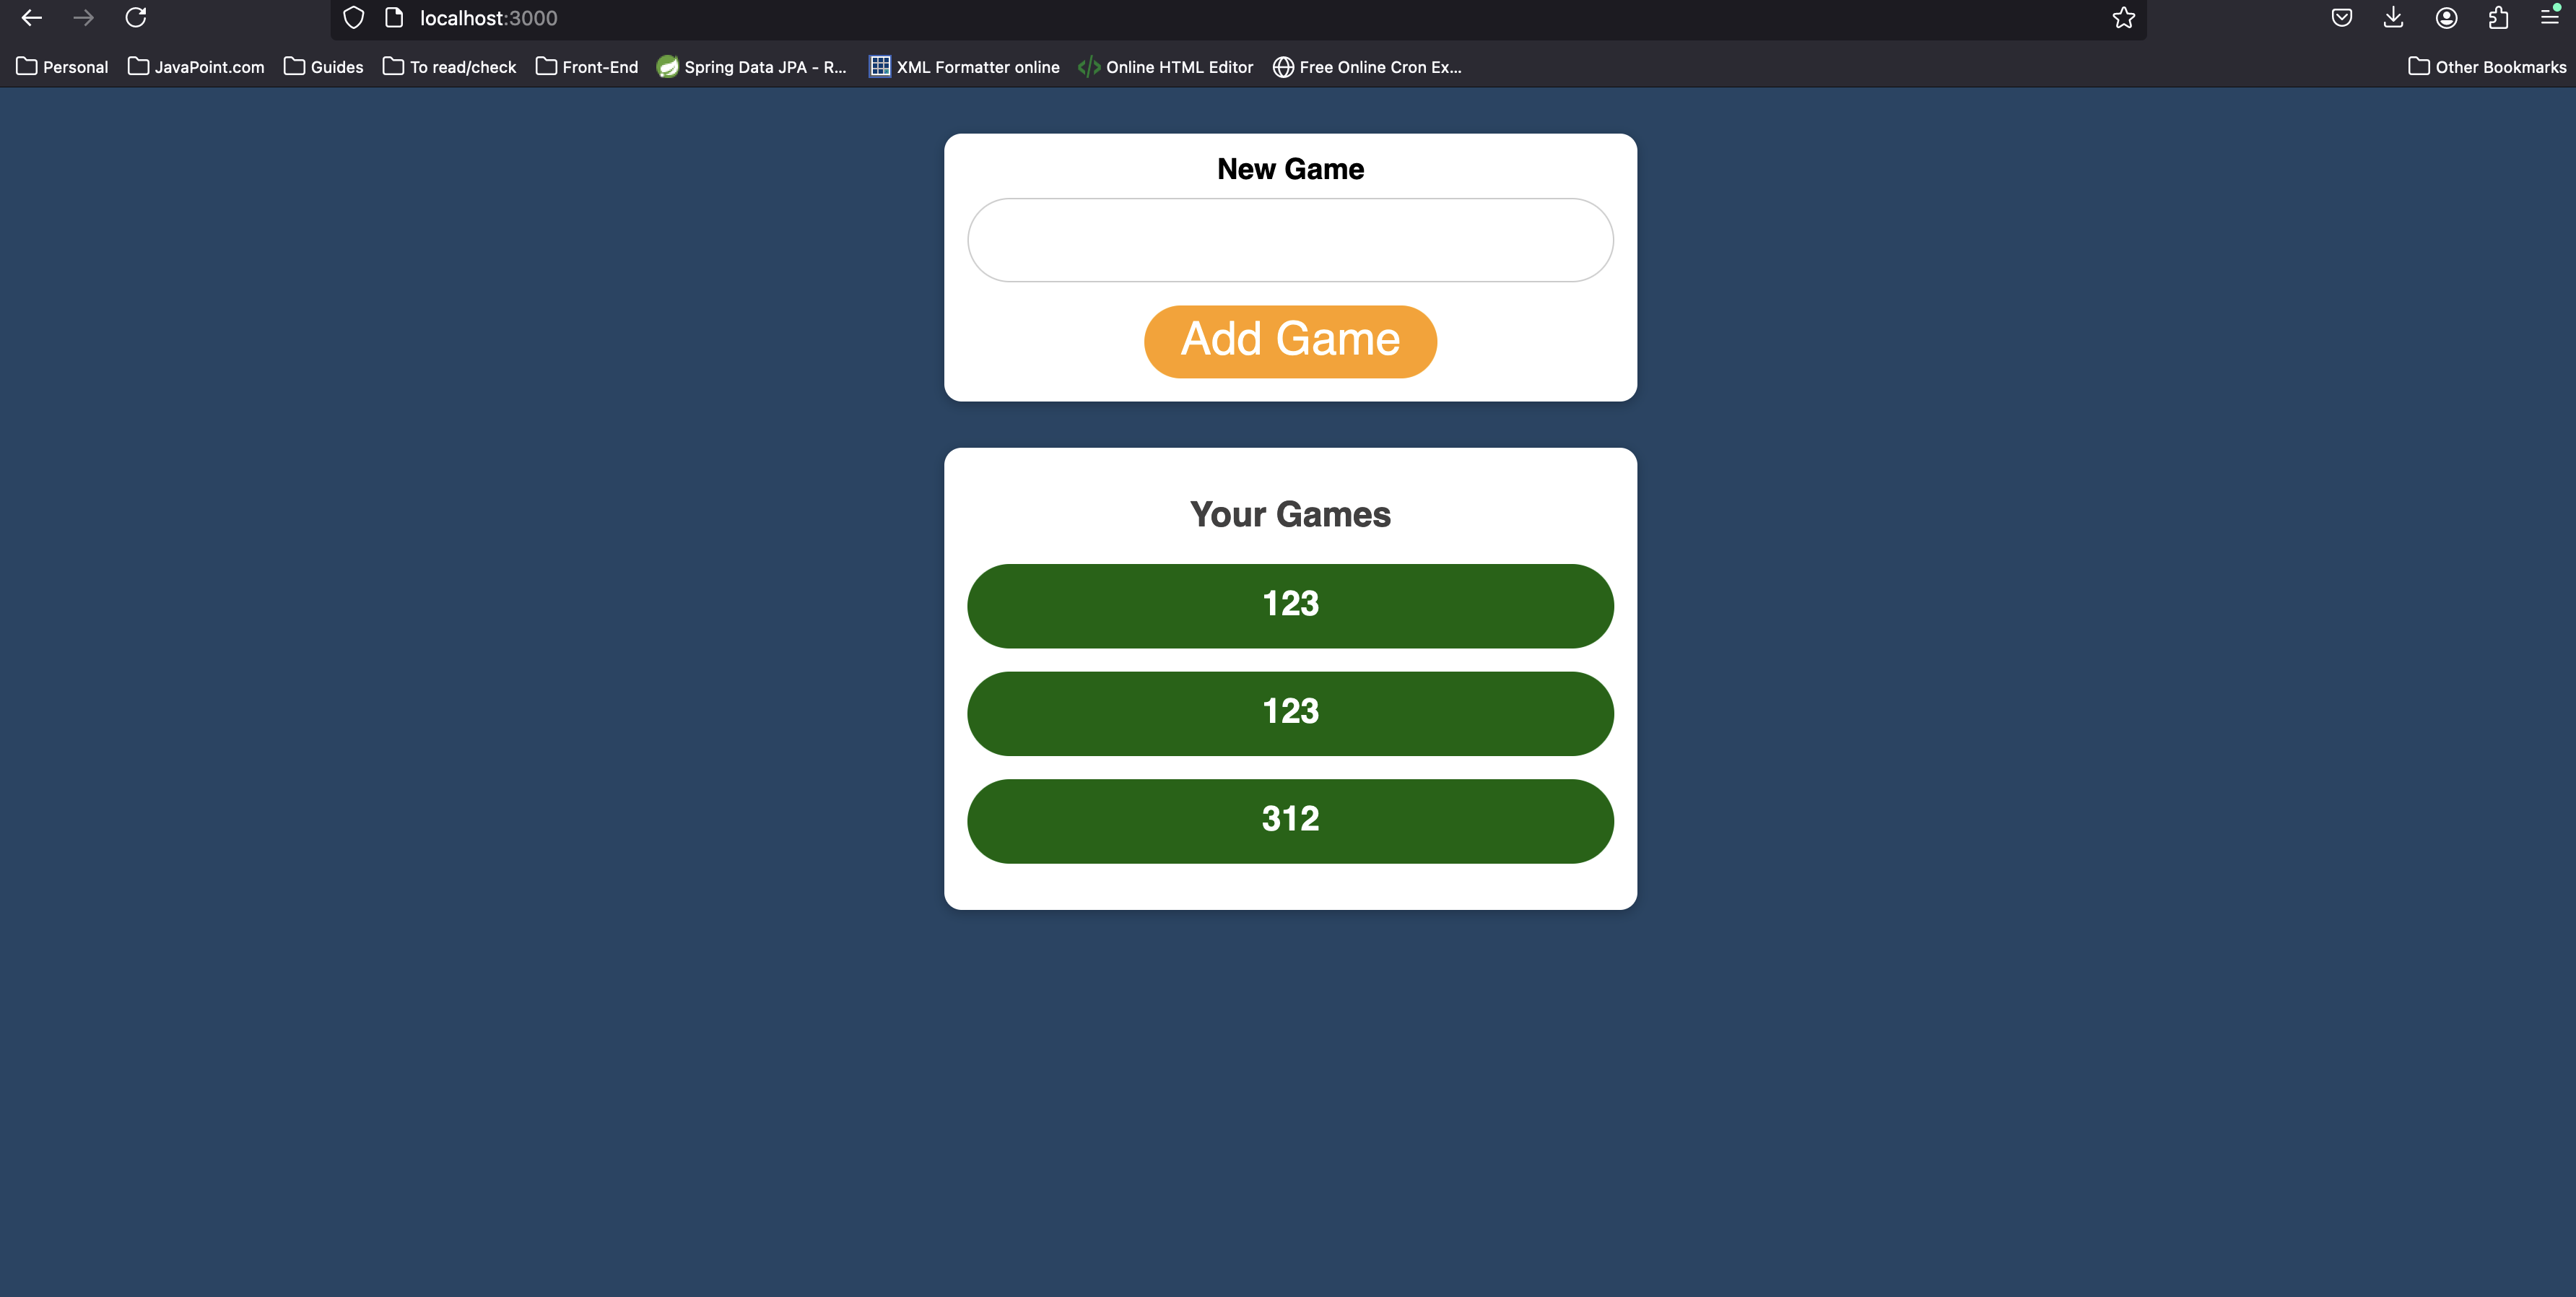 localhost:3000
Personal JavaPoint.com Guides To read/check Front-End Spring Data JPA - R... XML Formatter online Online HTML Editor Free Online Cron Ex... Other Bookmarks
New Game
Add Game
Your Games
123
123
312